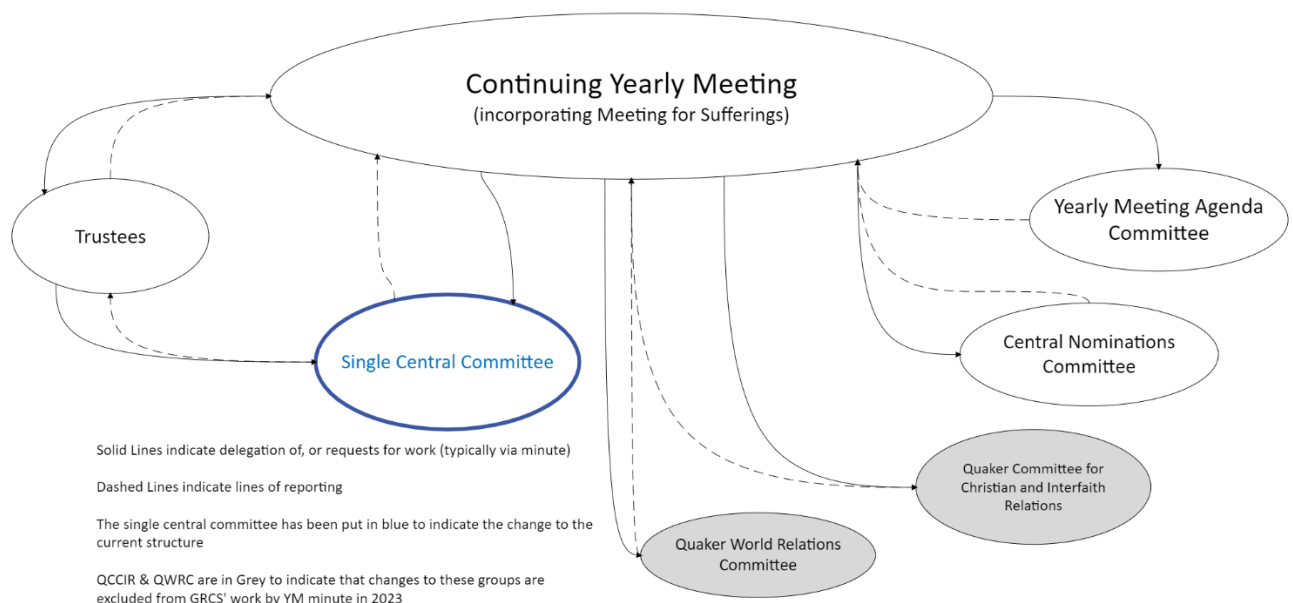 Continuing Yearly Meeting
(incorporating Meeting for Sufferings)
Trustees
Yearly Meeting Agenda
Committee
Single Central Committee
Central Nominations
Committee
Quaker Committee for
Christian and Interfaith
Relations
Quaker World Relations
Committee
Solid Lines indicate delegation of, or requests for work (typically via minute)
Dashed Lines indicate lines of reporting
The single central committee has been put in blue to indicate the change to the
current structure
QCCIR & QWRC are in Grey to indicate that changes to these groups are
excluded from GRCS' work by YM minute in 2023